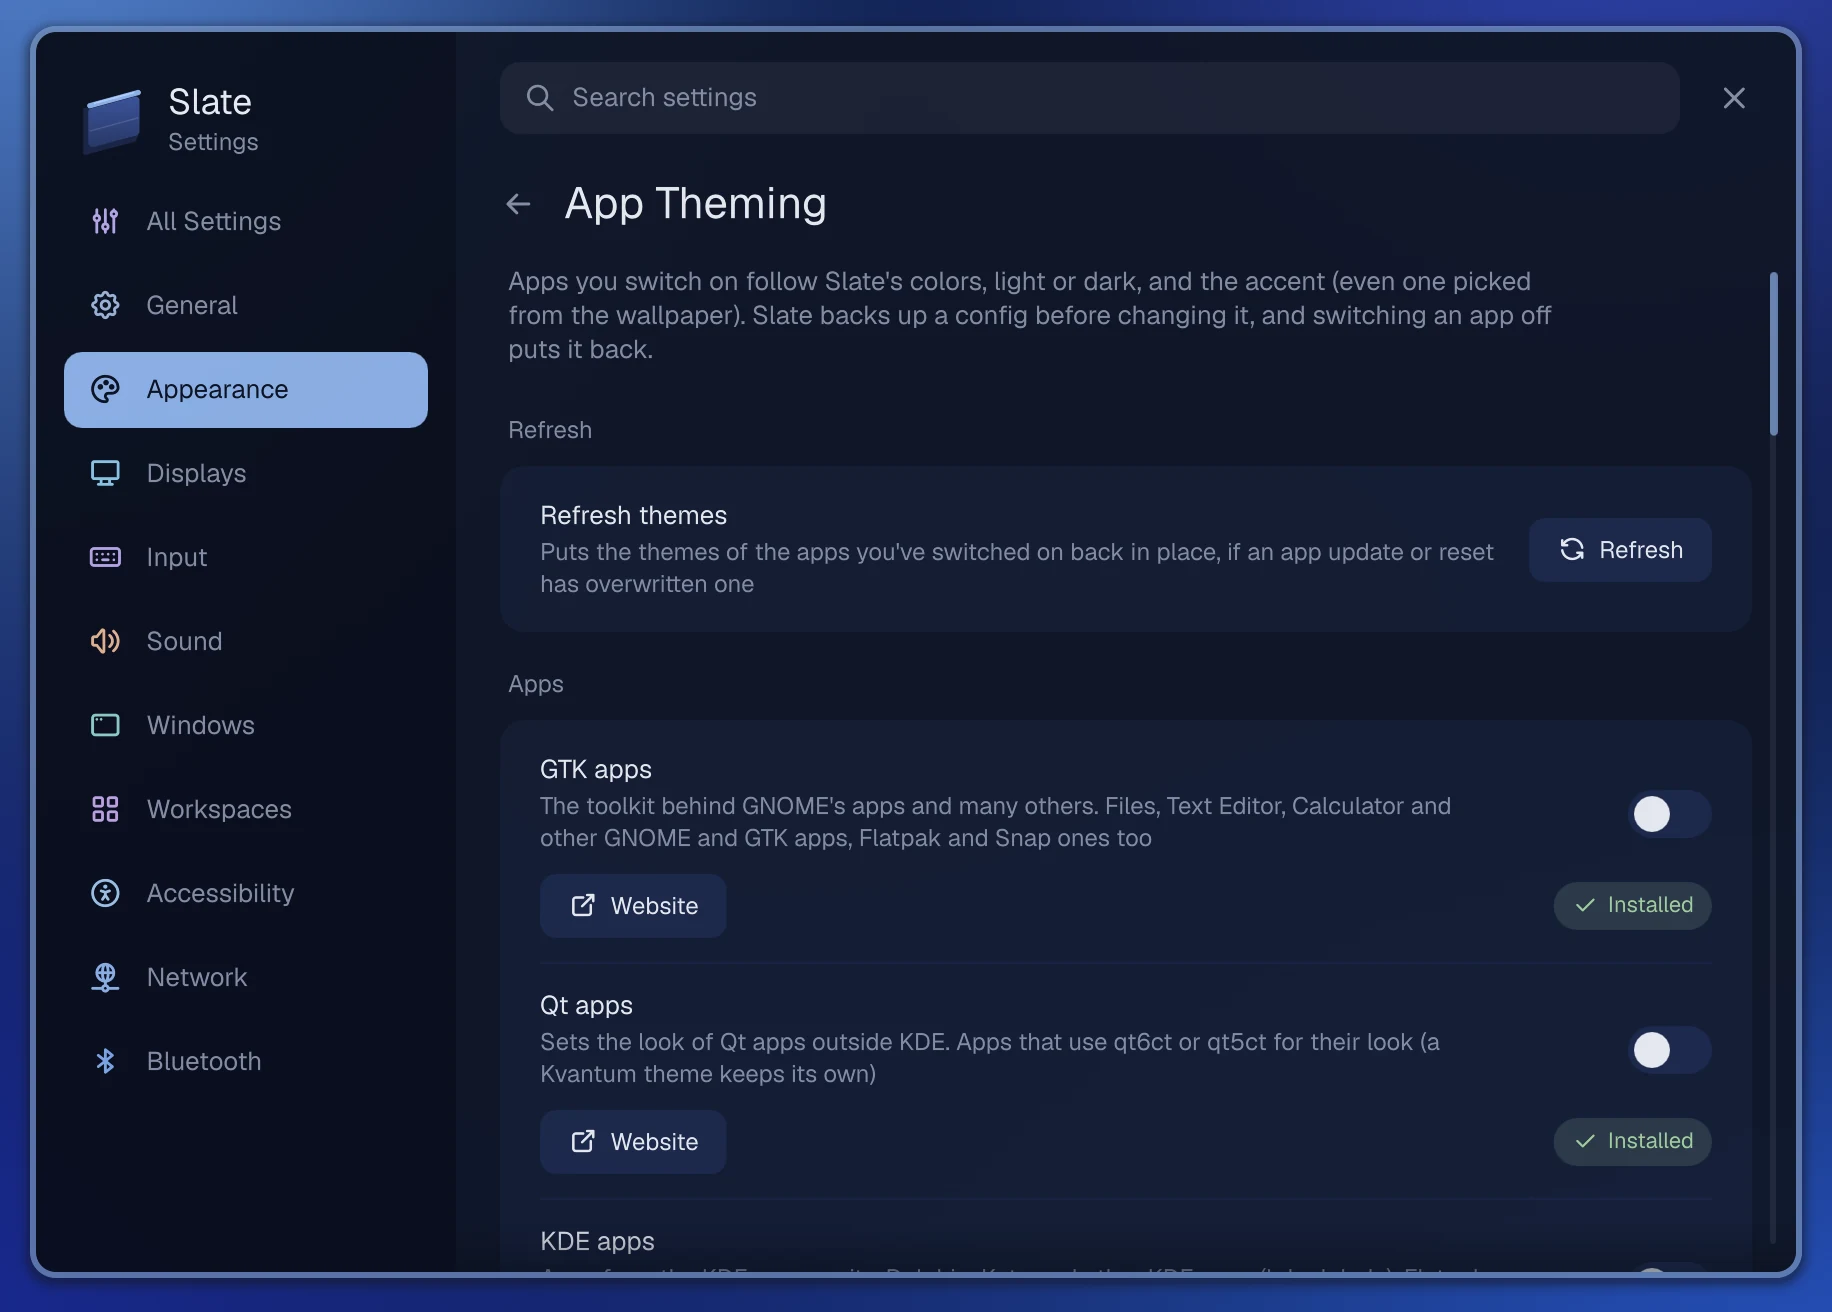 Slate
Settings
All Settings
General
Appearance
Displays
Input
Sound
Windows
Workspaces
Accessibility
Network
Bluetooth
Search settings
App Theming
Apps you switch on follow Slate's colors, light or dark, and the accent (even one picked
from the wallpaper). Slate backs up a config before changing it, and switching an app off
puts it back.
Refresh
Refresh themes
Puts the themes of the apps you've switched on back in place, if an app update or reset
has overwritten one
Refresh
Apps
GTK apps
The toolkit behind GNOME's apps and many others. Files, Text Editor, Calculator and
other GNOME and GTK apps, Flatpak and Snap ones too
Website
Installed
Qt apps
Sets the look of Qt apps outside KDE. Apps that use qt6ct or qt5ct for their look (a
Kvantum theme keeps its own)
Website
Installed
KDE apps